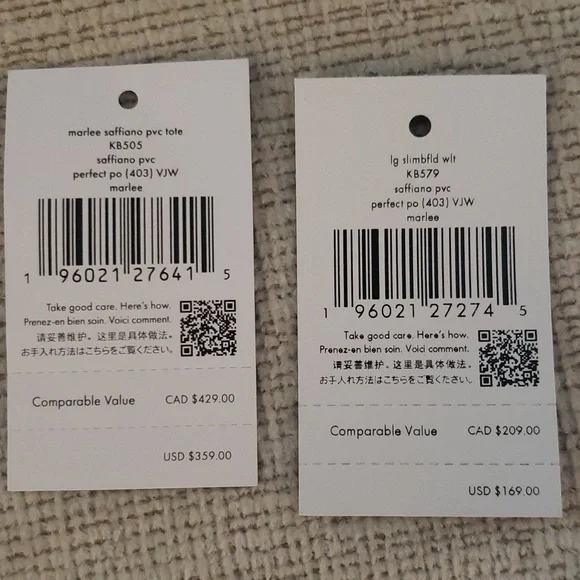 marlee saffiano pvc tote
KB505
saffiano pvc
perfect po (403) VJW
marlee
1 96021 27641 5
Take good care. Here's how.
Prenez-en bien soin. Voici comment.
请妥善维护。这里是具体做法。
お手入れ方法はこちらをご覧ください。
Comparable Value CAD $429.00
USD $359.00
lg slimbfld wlt
KB579
saffiano pvc
perfect po (403) VJW
marlee
1 96021 27274 5
Take good care. Here's how.
Prenez-en bien soin. Voici comment.
请妥善维护。这里是具体做法。
お手入れ方法はこちらをご覧ください。
Comparable Value CAD $209.00
USD $169.00